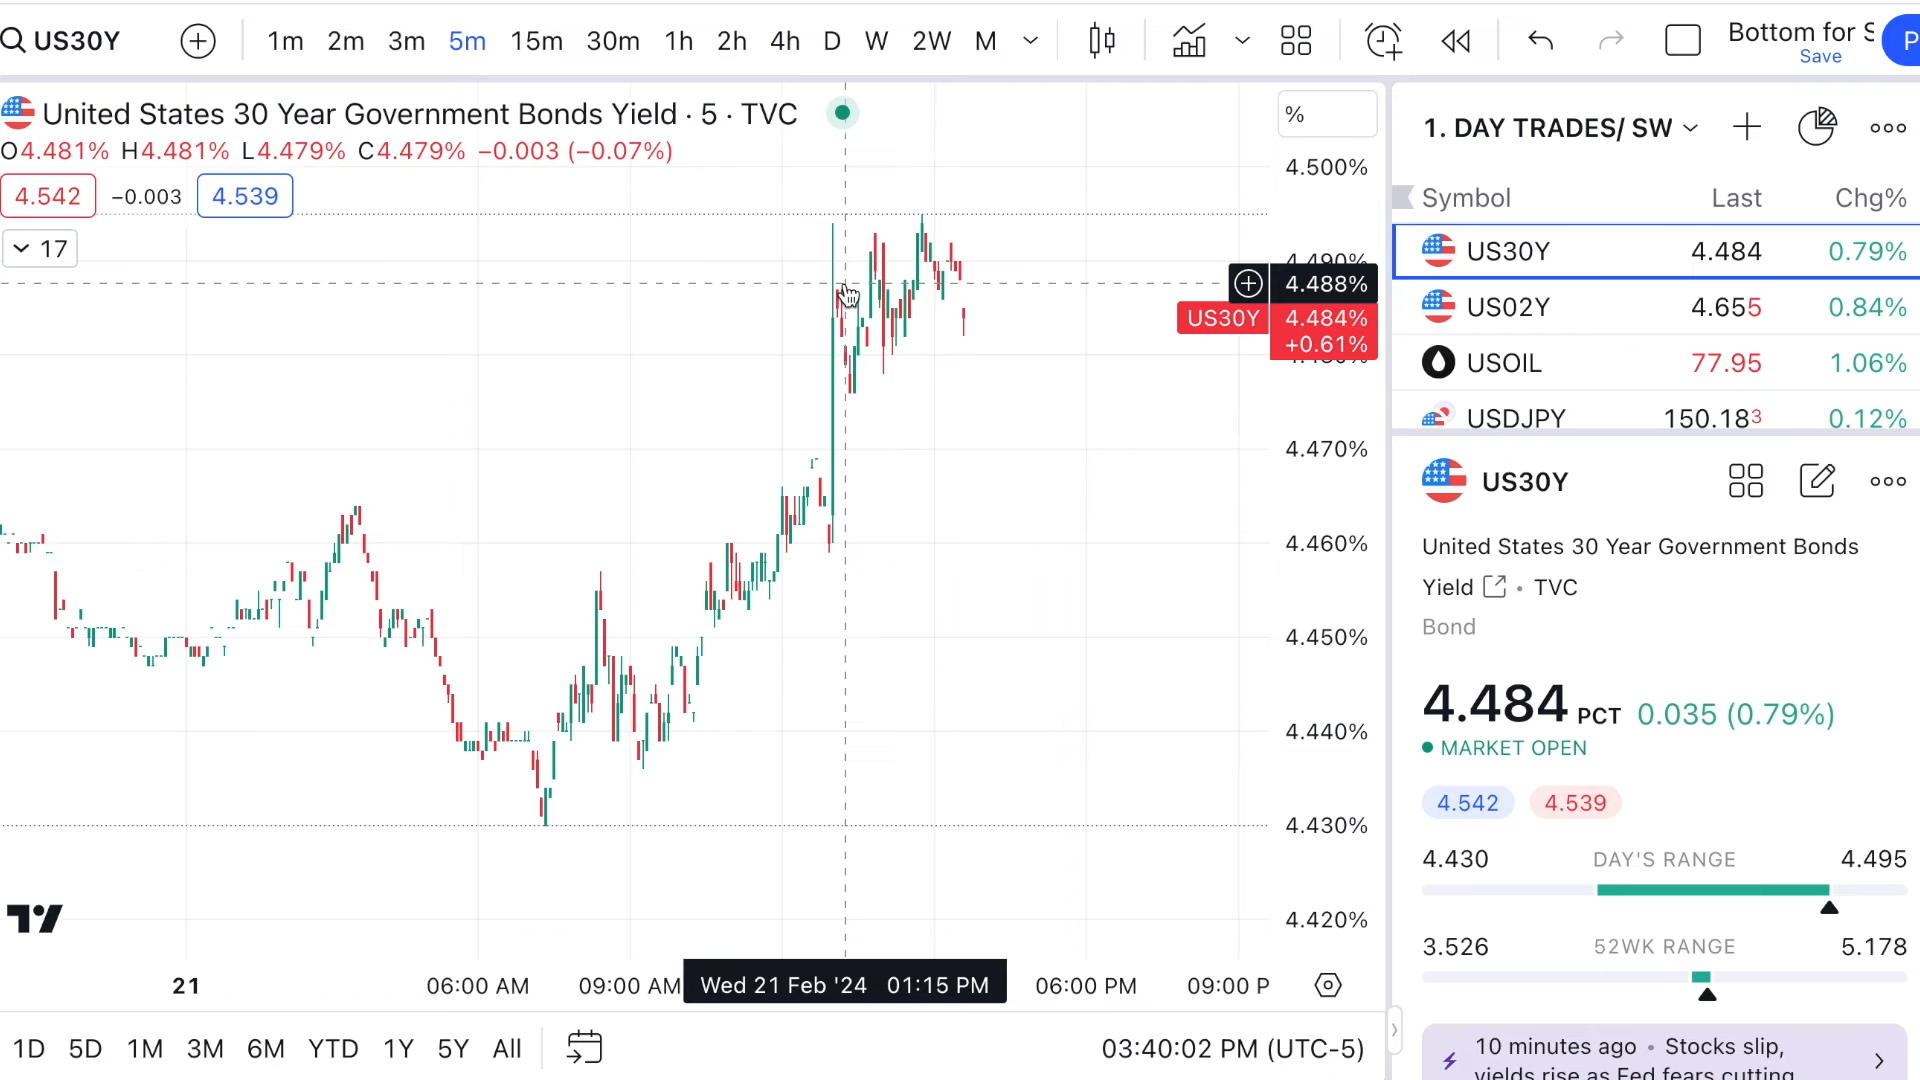 US30Y
1m 2m 3m 5m 15m 30m 1h 2h 4h D W 2W M
Bottom for S
Save
P
United States 30 Year Government Bonds Yield · 5 · TVC
%
O4.481% H4.481% L4.479% C4.479% −0.003 (−0.07%)
4.542 −0.003 4.539
17
4.500%
4.490%
4.488%
US30Y 4.484%
+0.61%
4.470%
4.460%
4.450%
4.440%
4.430%
4.420%
21 06:00 AM 09:00 AM Wed 21 Feb '24 01:15 PM 06:00 PM 09:00 P
1D 5D 1M 3M 6M YTD 1Y 5Y All
03:40:02 PM (UTC-5)
1. DAY TRADES/ SW
Symbol Last Chg%
US30Y 4.484 0.79%
US02Y 4.655 0.84%
USOIL 77.95 1.06%
USDJPY 150.183 0.12%
US30Y
United States 30 Year Government Bonds
Yield • TVC
Bond
4.484 PCT 0.035 (0.79%)
MARKET OPEN
4.542 4.539
4.430 DAY'S RANGE 4.495
3.526 52WK RANGE 5.178
10 minutes ago • Stocks slip,
yields rise as Fed fears cutting